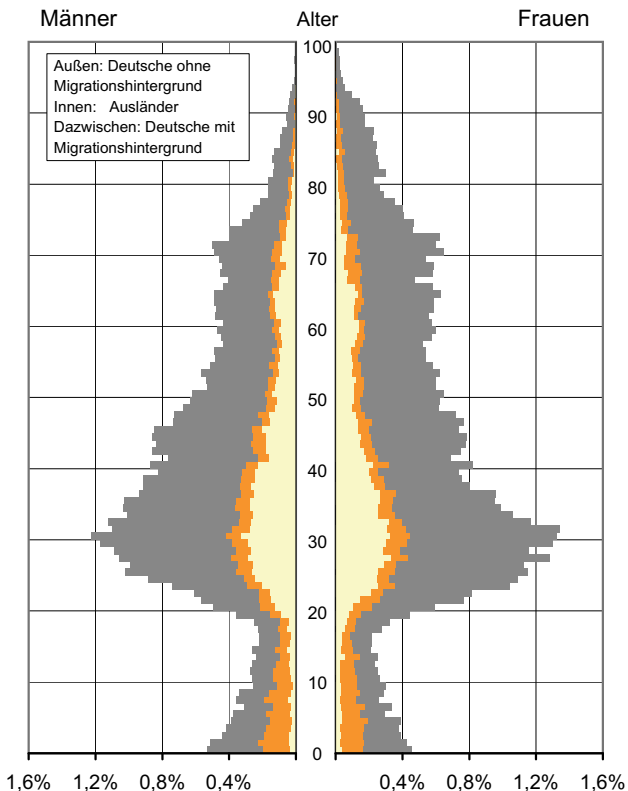 Männer Alter Frauen
100
Außen: Deutsche ohne
Migrationshintergrund
Innen: Ausländer
Dazwischen: Deutsche mit
Migrationshintergrund
90
80
70
60
50
40
30
20
10
0
1,6% 1,2% 0,8% 0,4% 0,4% 0,8% 1,2% 1,6%